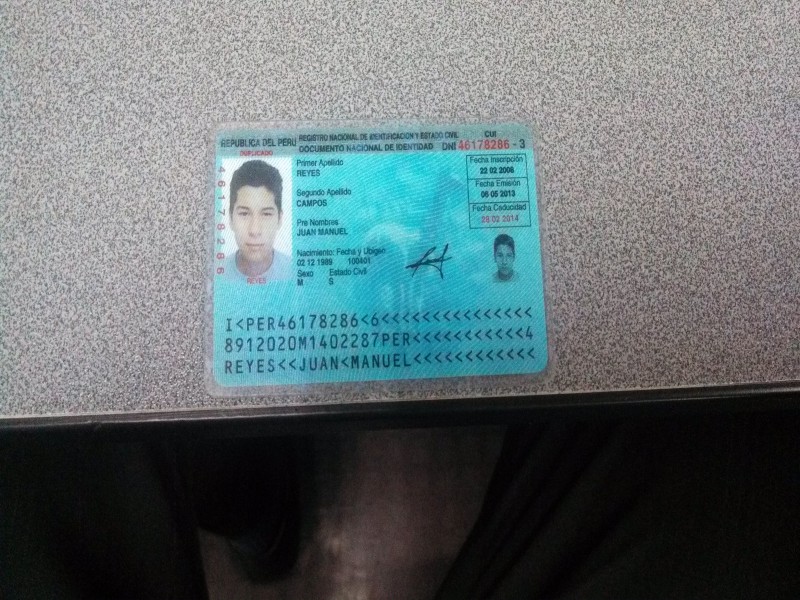 REPUBLICA DEL PERU REGISTRO NACIONAL DE IDENTIFICACION Y ESTADO CIVIL CUI
DUPLICADO DOCUMENTO NACIONAL DE IDENTIDAD DNI 46178286 - 3
46178286
Primer Apellido
REYES
Segundo Apellido
CAMPOS
Pre Nombres
JUAN MANUEL
Nacimiento: Fecha y Ubigeo
02 12 1989 100401
Sexo Estado Civil
M S
REYES
Fecha Inscripción
22 02 2008
Fecha Emisión
06 05 2013
Fecha Caducidad
28 02 2014
I<PER46178286<6<<<<<<<<<<<<<<<
8912020M1402287PER<<<<<<<<<<<4
REYES<<JUAN<MANUEL<<<<<<<<<<<<